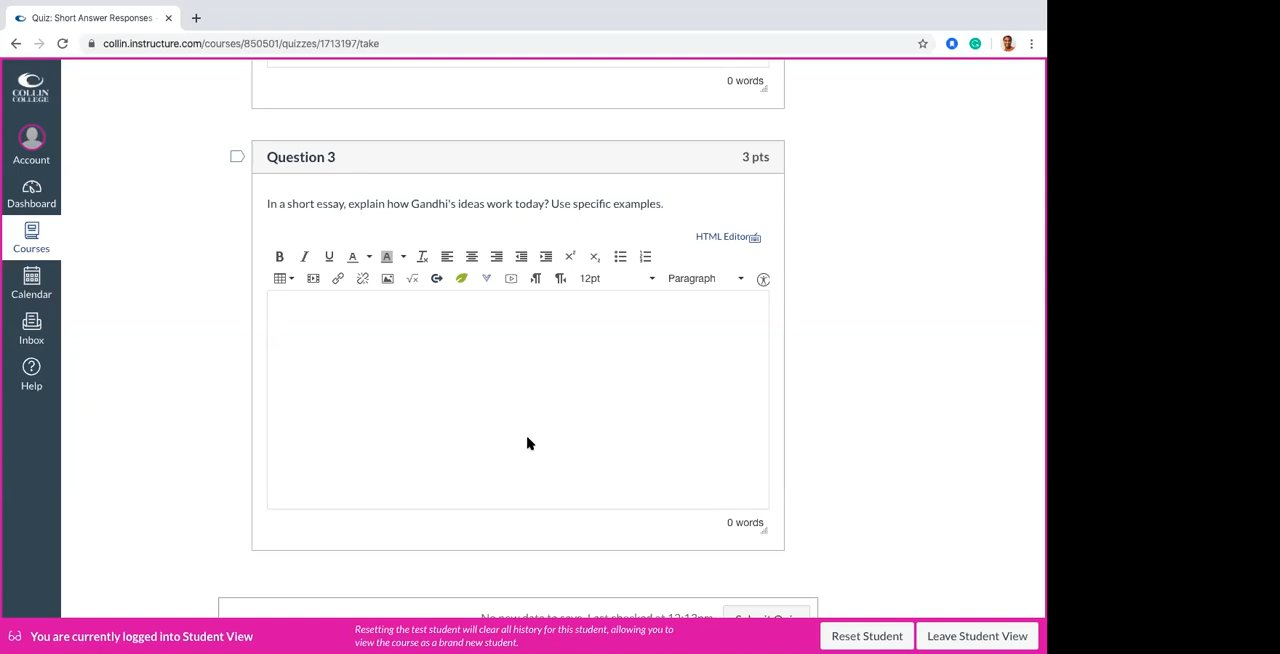 Quiz: Short Answer Responses
collin.instructure.com/courses/850501/quizzes/1713197/take
COLLIN
COLLEGE
Account
Dashboard
Courses
Calendar
Inbox
Help
0 words
Question 3
3 pts
In a short essay, explain how Gandhi's ideas work today? Use specific examples.
HTML Editor
B I U A A
12pt
Paragraph
0 words
No new data to save. Last checked at 12:13pm
Submit Quiz
You are currently logged into Student View
Resetting the test student will clear all history for this student, allowing you to
view the course as a brand new student.
Reset Student
Leave Student View